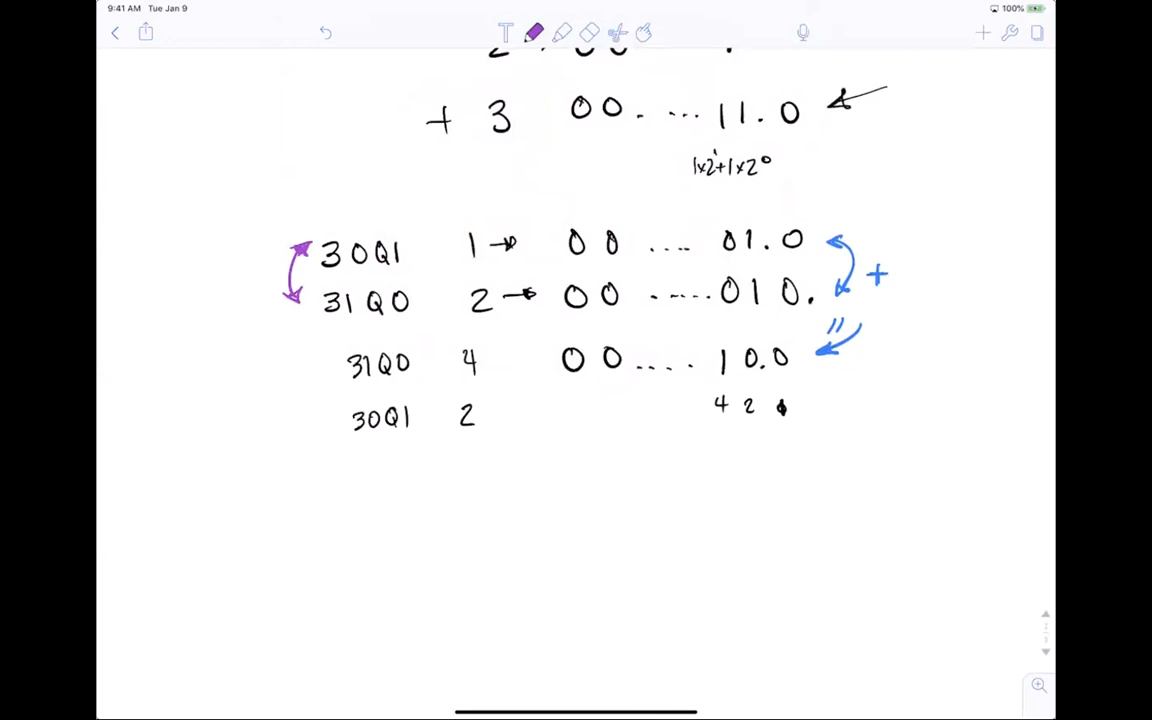 9:41 AM Tue Jan 9
100%
T
+ 3 00. ... 11.0
1x2¹+1x2⁰
30Q1 1→ 00 .... 01.0
31Q0 2→ 00 ..... 010. +
31Q0 4 00 .... 10.0 =
30Q1 2 4 2